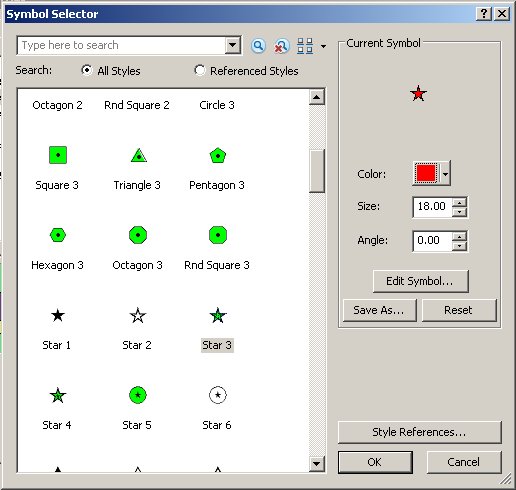 Symbol Selector
Type here to search
Search: All Styles Referenced Styles
Octagon 2 Rnd Square 2 Circle 3
Square 3 Triangle 3 Pentagon 3
Hexagon 3 Octagon 3 Rnd Square 3
Star 1 Star 2 Star 3
Star 4 Star 5 Star 6
Current Symbol
Color:
Size: 18.00
Angle: 0.00
Edit Symbol...
Save As... Reset
Style References...
OK Cancel